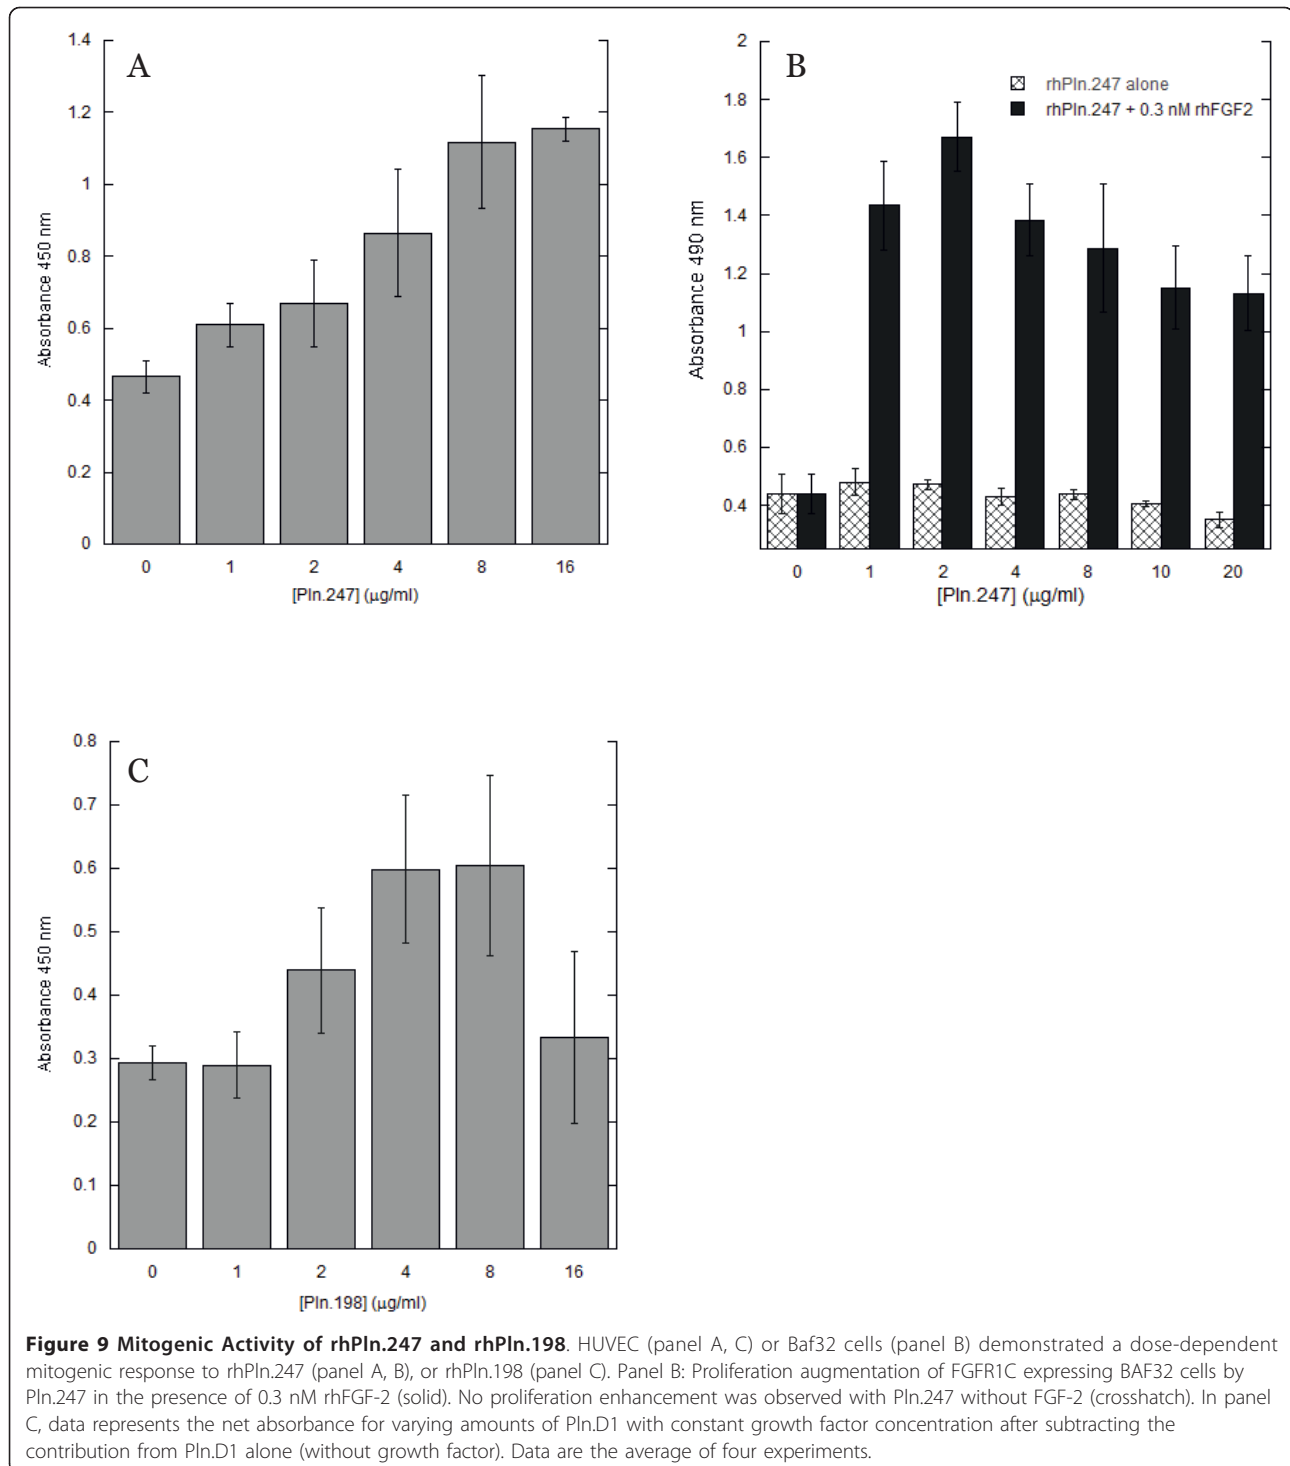 A
1.4
1.2
1
0.8
0.6
0.4
0.2
0
Absorbance 450 nm
0 1 2 4 8 16
[Pln.247] (μg/ml)
B
rhPln.247 alone
rhPln.247 + 0.3 nM rhFGF2
2
1.8
1.6
1.4
1.2
1
0.8
0.6
0.4
Absorbance 490 nm
0 1 2 4 8 10 20
[Pln.247] (μg/ml)
C
0.8
0.7
0.6
0.5
0.4
0.3
0.2
0.1
0
Absorbance 450 nm
0 1 2 4 8 16
[Pln.198] (μg/ml)
Figure 9 Mitogenic Activity of rhPln.247 and rhPln.198. HUVEC (panel A, C) or Baf32 cells (panel B) demonstrated a dose-dependent
mitogenic response to rhPln.247 (panel A, B), or rhPln.198 (panel C). Panel B: Proliferation augmentation of FGFR1C expressing BAF32 cells by
Pln.247 in the presence of 0.3 nM rhFGF-2 (solid). No proliferation enhancement was observed with Pln.247 without FGF-2 (crosshatch). In panel
C, data represents the net absorbance for varying amounts of Pln.D1 with constant growth factor concentration after subtracting the
contribution from Pln.D1 alone (without growth factor). Data are the average of four experiments.